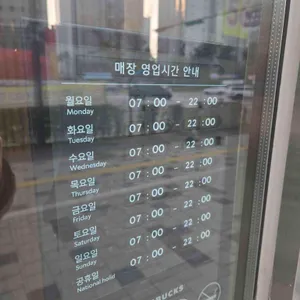 매장 영업시간 안내
월요일 07 : 00 - 22 : 00
Monday
화요일 07 : 00 - 22 : 00
Tuesday
수요일 07 : 00 - 22 : 00
Wednesday
목요일 07 : 00 - 22 : 00
Thursday
금요일 07 : 00 - 22 : 00
Friday
토요일 07 : 00 - 22 : 00
Saturday
일요일 07 : 00 - 22 : 00
Sunday
공휴일
National